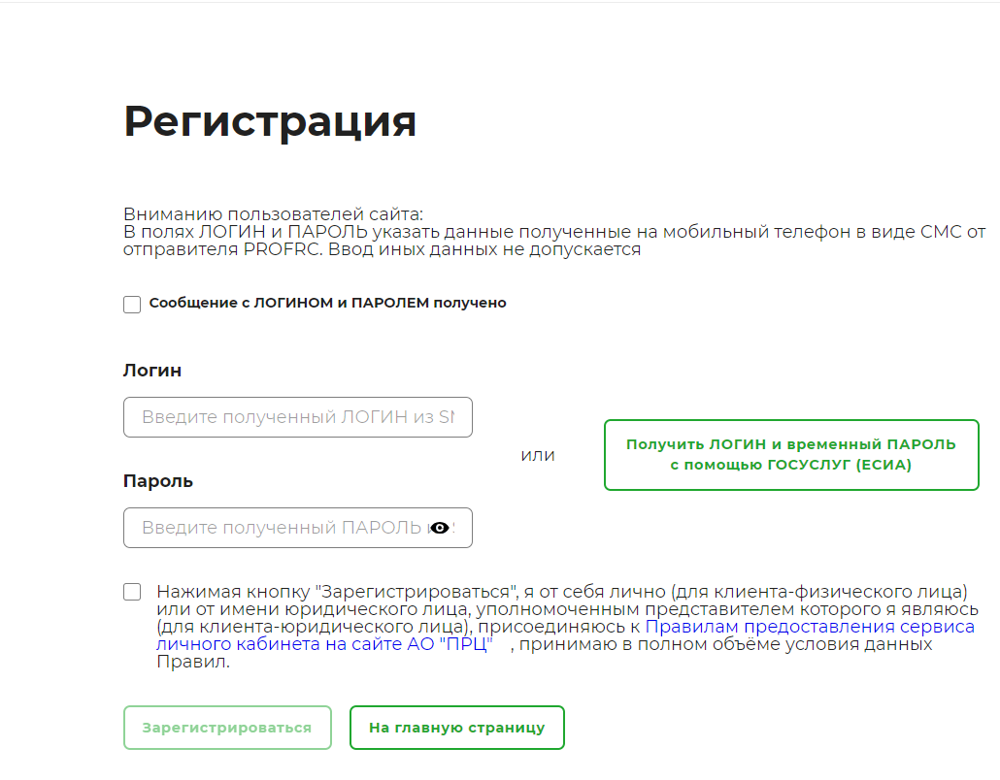 Регистрация
Вниманию пользователей сайта:
В полях ЛОГИН и ПАРОЛЬ указать данные полученные на мобильный телефон в виде СМС от
отправителя PROFRC. Ввод иных данных не допускается
Сообщение с ЛОГИНОМ и ПАРОЛЕМ получено
Логин
Введите полученный ЛОГИН из
или
Получить ЛОГИН и временный ПАРОЛЬ
с помощью ГОСУСЛУГ (ЕСИА)
Пароль
Введите полученный ПАРОЛЬ
Нажимая кнопку "Зарегистрироваться", я от себя лично (для клиента-физического лица)
или от имени юридического лица, уполномоченным представителем которого я являюсь
(для клиента-юридического лица), присоединяюсь к Правилам предоставления сервиса
личного кабинета на сайте АО "ПРЦ" , принимаю в полном объёме условия данных
Правил.
Зарегистрироваться
На главную страницу